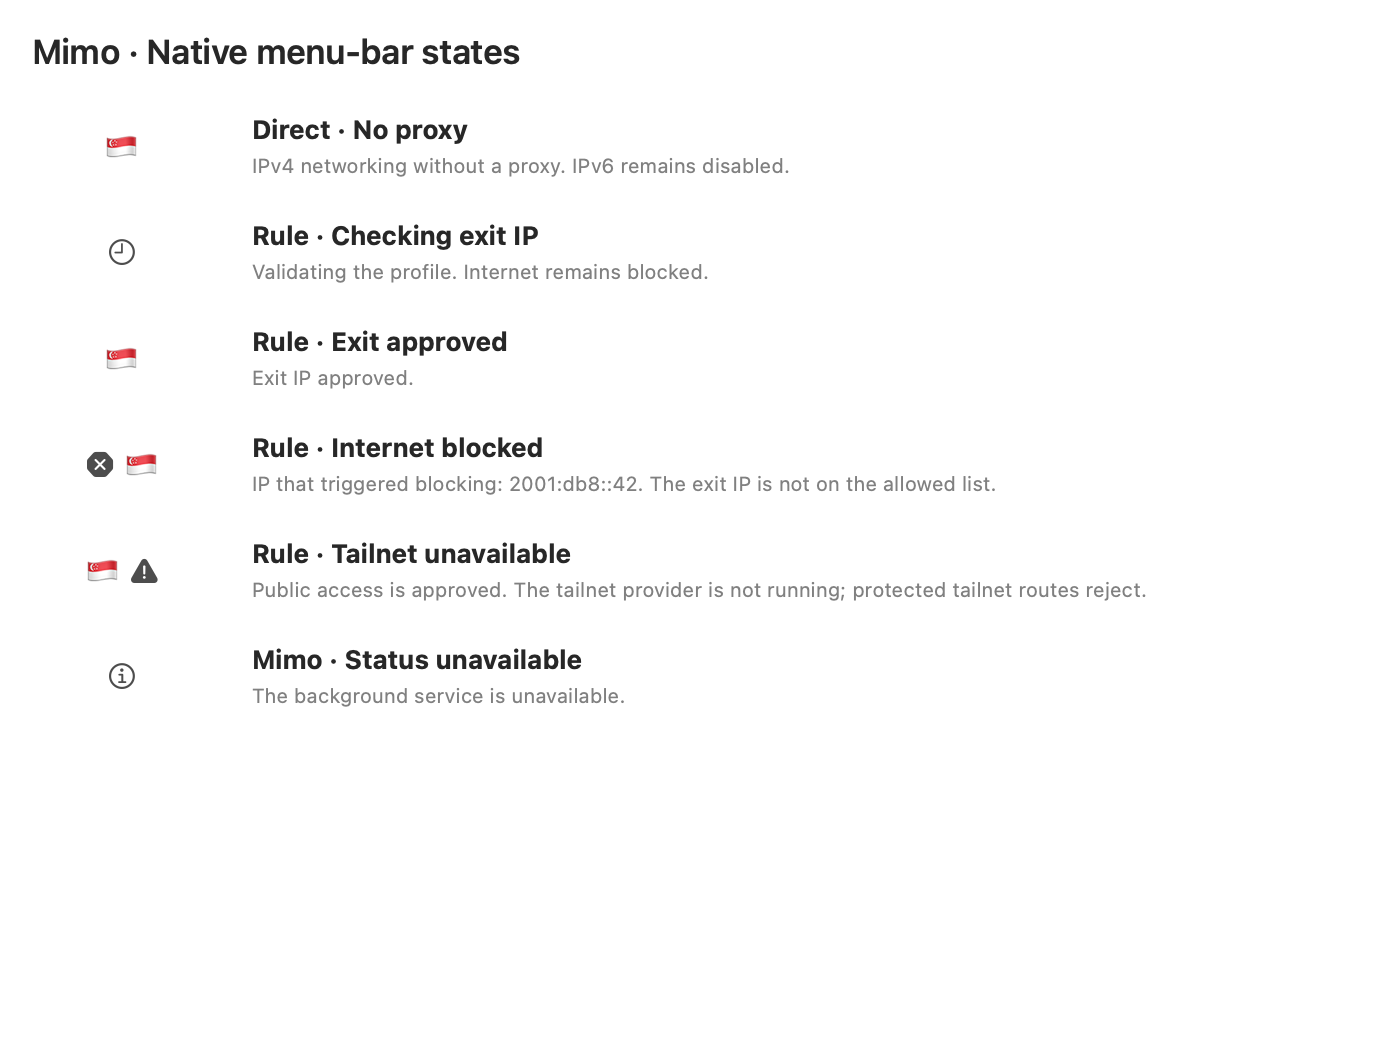 Mimo · Native menu-bar states
Direct · No proxy
IPv4 networking without a proxy. IPv6 remains disabled.
Rule · Checking exit IP
Validating the profile. Internet remains blocked.
Rule · Exit approved
Exit IP approved.
Rule · Internet blocked
IP that triggered blocking: 2001:db8::42. The exit IP is not on the allowed list.
Rule · Tailnet unavailable
Public access is approved. The tailnet provider is not running; protected tailnet routes reject.
Mimo · Status unavailable
The background service is unavailable.